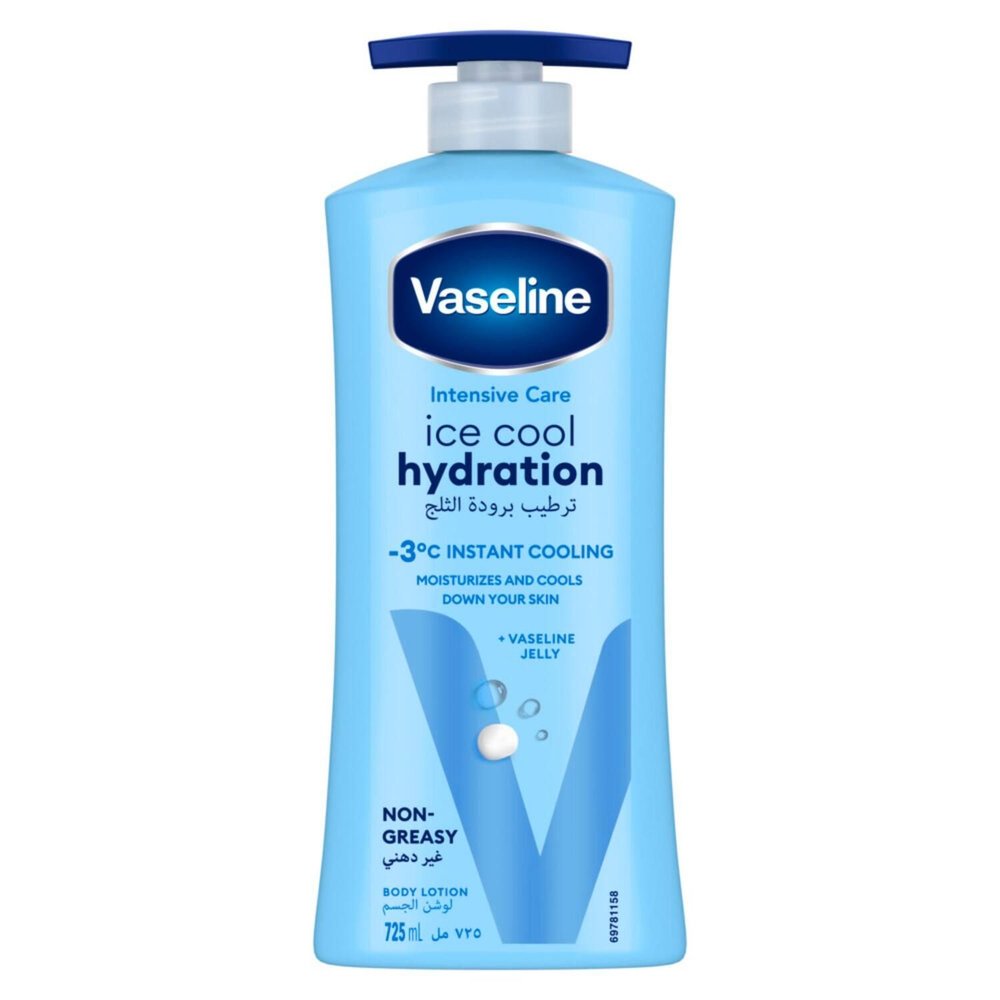 Vaseline
Intensive Care
ice cool
hydration
ترطيب برودة الثلج
-3°C INSTANT COOLING
MOISTURIZES AND COOLS
DOWN YOUR SKIN
+ VASELINE
JELLY
NON-
GREASY
غير دهني
BODY LOTION
لوشن الجسم
725 mL ٧٢٥ مل
69781158